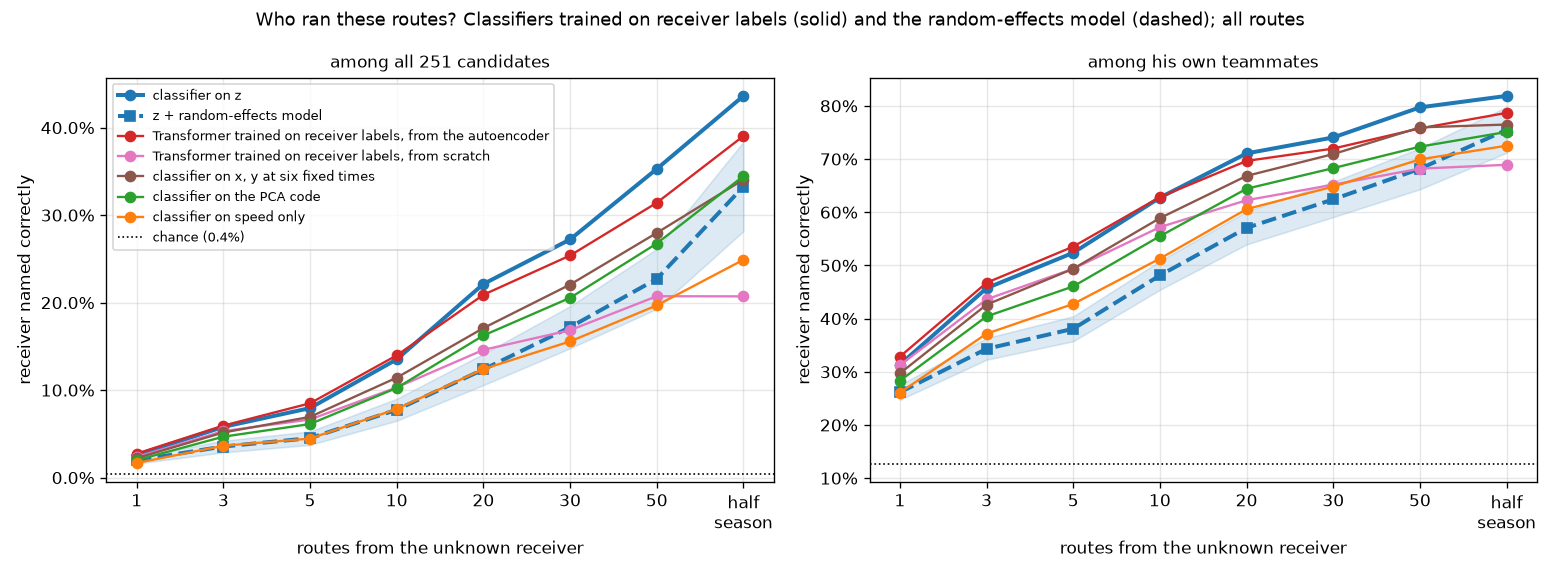 Who ran these routes? Classifiers trained on receiver labels (solid) and the random-effects model (dashed); all routes
among all 251 candidates
receiver named correctly
40.0%
30.0%
20.0%
10.0%
0.0%
classifier on z
z + random-effects model
Transformer trained on receiver labels, from the autoencoder
Transformer trained on receiver labels, from scratch
classifier on x, y at six fixed times
classifier on the PCA code
classifier on speed only
chance (0.4%)
1 3 5 10 20 30 50 half season
routes from the unknown receiver
among his own teammates
receiver named correctly
80%
70%
60%
50%
40%
30%
20%
10%
1 3 5 10 20 30 50 half season
routes from the unknown receiver